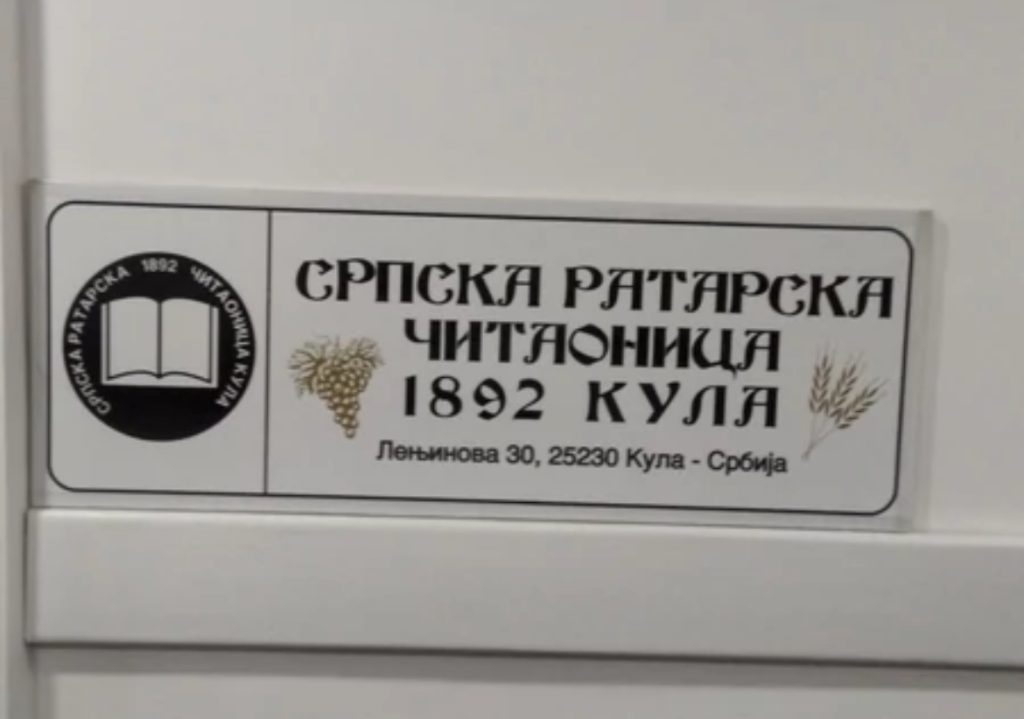 СРПСКА РАТАРСКА 1892 ЧИТАОНИЦА КУЛА
СРПСКА РАТАРСКА
ЧИТАОНИЦА
1892 КУЛА
Лењинова 30, 25230 Кула - Србија